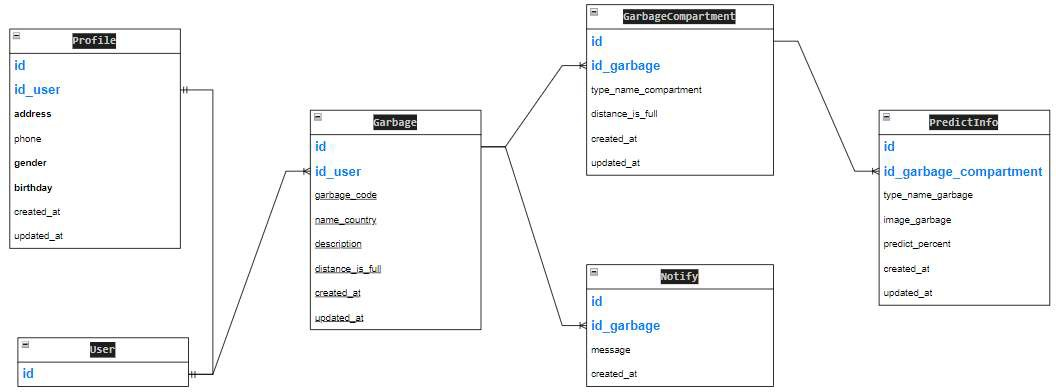 Profile
id
id_user
address
phone
gender
birthday
created_at
updated_at
User
id
Garbage
id
id_user
garbage_code
name_country
description
distance_is_full
created_at
updated_at
GarbageCompartment
id
id_garbage
type_name_compartment
distance_is_full
created_at
updated_at
Notify
id
id_garbage
message
created_at
PredictInfo
id
id_garbage_compartment
type_name_garbage
image_garbage
predict_percent
created_at
updated_at